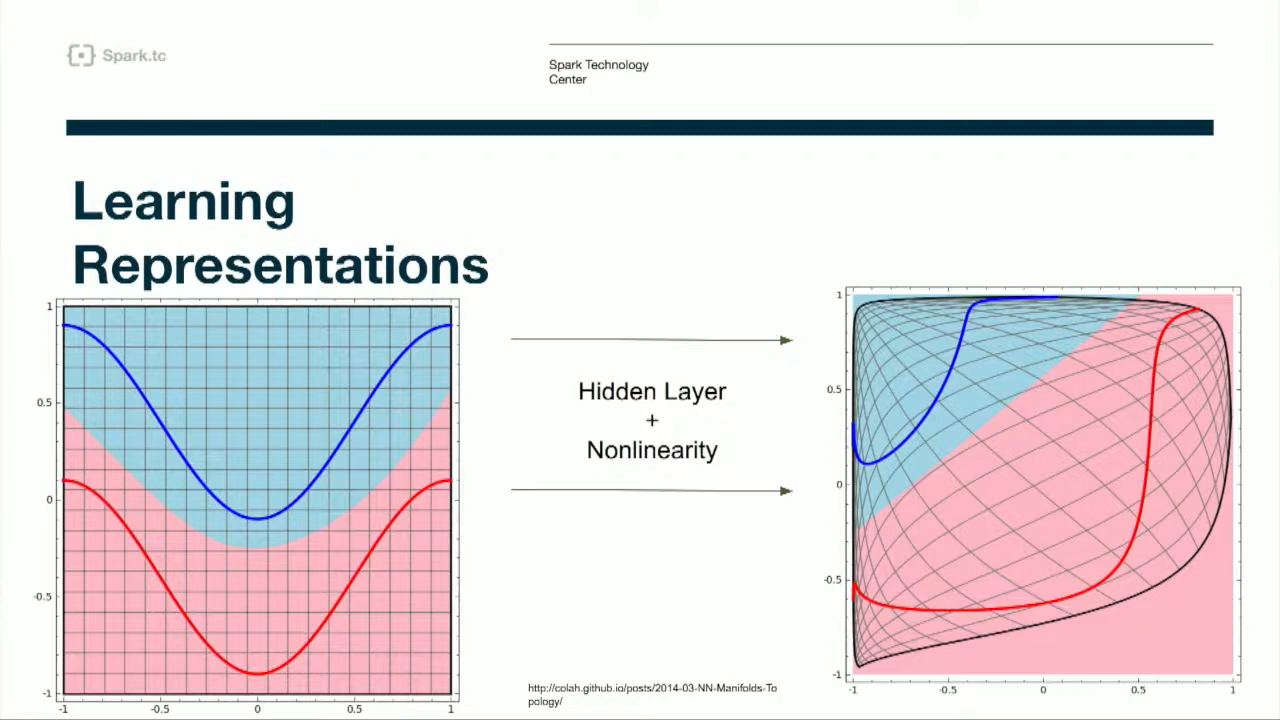 Spark.tc
Spark Technology
Center
Learning
Representations
1
0.5
0
-0.5
-1
-1
-0.5
0
0.5
1
Hidden Layer
+
Nonlinearity
http://colah.github.io/posts/2014-03-NN-Manifolds-To
pology/
1
0.5
0
-0.5
-1
-1
-0.5
0
0.5
1